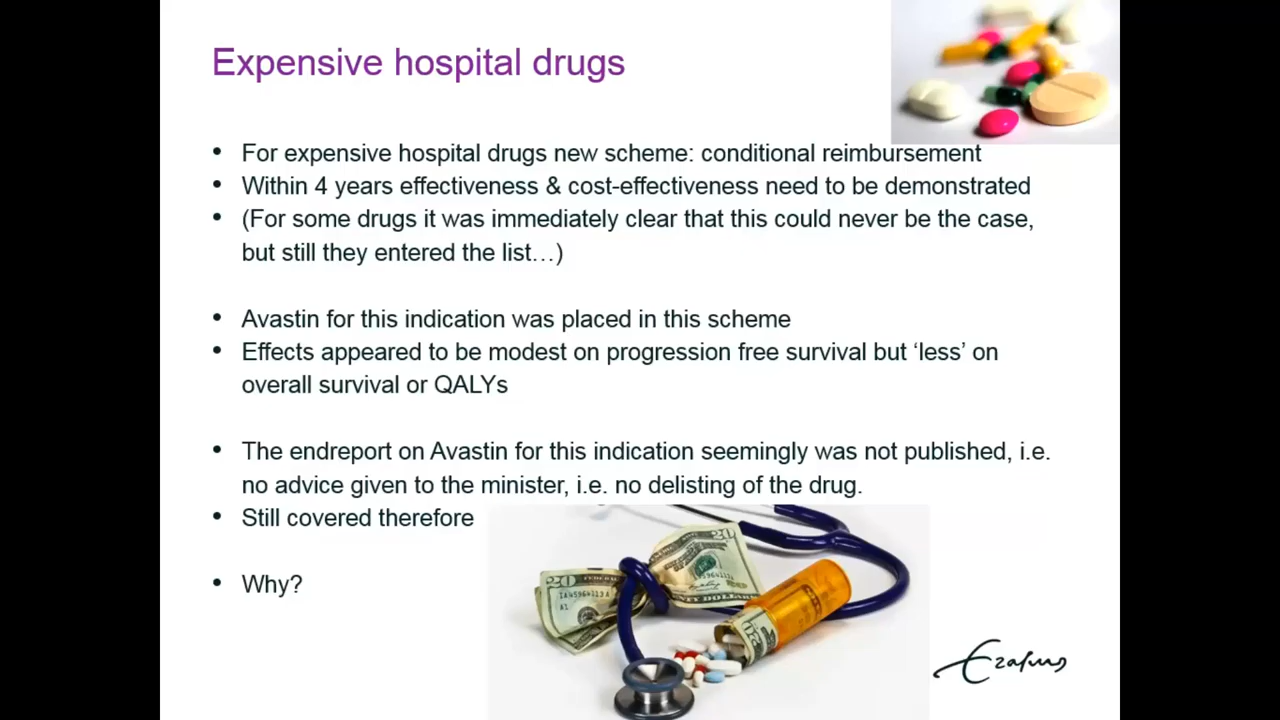 Expensive hospital drugs
• For expensive hospital drugs new scheme: conditional reimbursement
• Within 4 years effectiveness & cost-effectiveness need to be demonstrated
• (For some drugs it was immediately clear that this could never be the case,
but still they entered the list…)
• Avastin for this indication was placed in this scheme
• Effects appeared to be modest on progression free survival but ‘less’ on
overall survival or QALYs
• The endreport on Avastin for this indication seemingly was not published, i.e.
no advice given to the minister, i.e. no delisting of the drug.
• Still covered therefore
• Why?
20
20
Erasmus